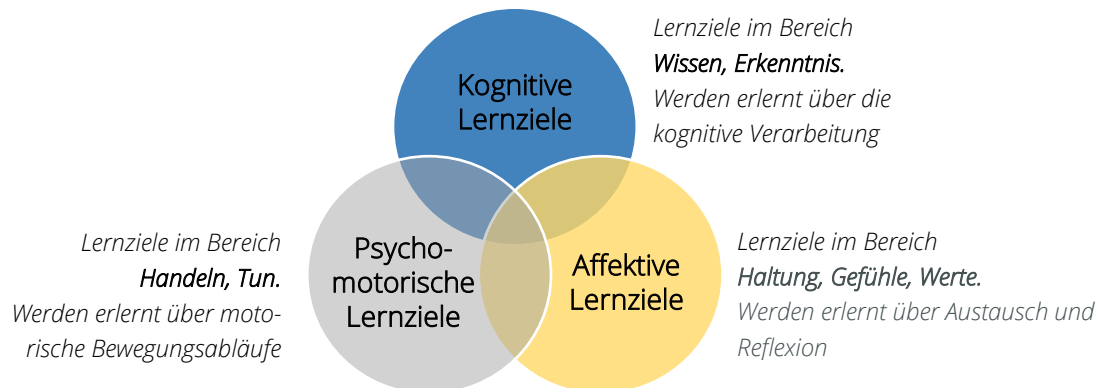 Lernziele im Bereich
Wissen, Erkenntnis.
Werden erlernt über die
kognitive Verarbeitung
Kognitive
Lernziele
Lernziele im Bereich
Handeln, Tun.
Werden erlernt über moto-
rische Bewegungsabläufe
Psycho-
motorische
Lernziele
Affektive
Lernziele
Lernziele im Bereich
Haltung, Gefühle, Werte.
Werden erlernt über Austausch und
Reflexion